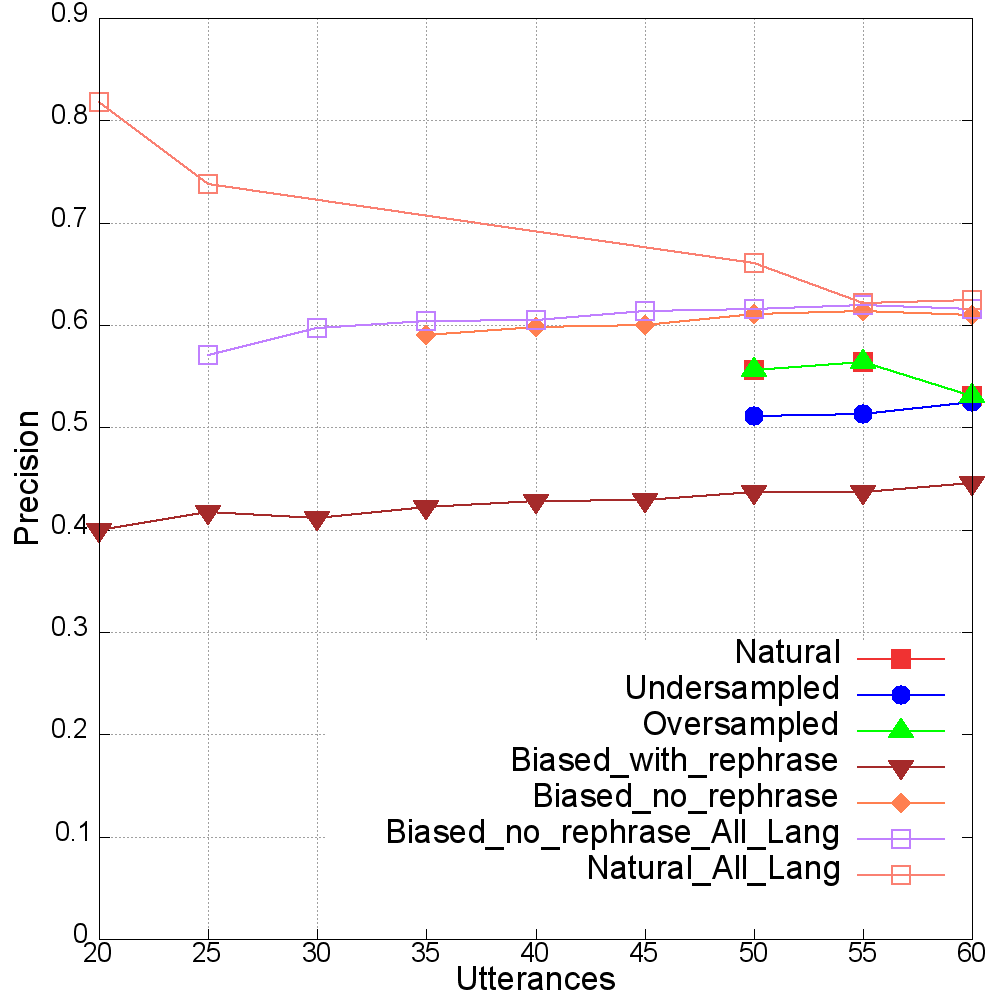 0.9
0.8
0.7
0.6
0.5
0.4
0.3
0.2
0.1
0
Precision
20 25 30 35 40 45 50 55 60
Utterances
Natural
Undersampled
Oversampled
Biased_with_rephrase
Biased_no_rephrase
Biased_no_rephrase_All_Lang
Natural_All_Lang